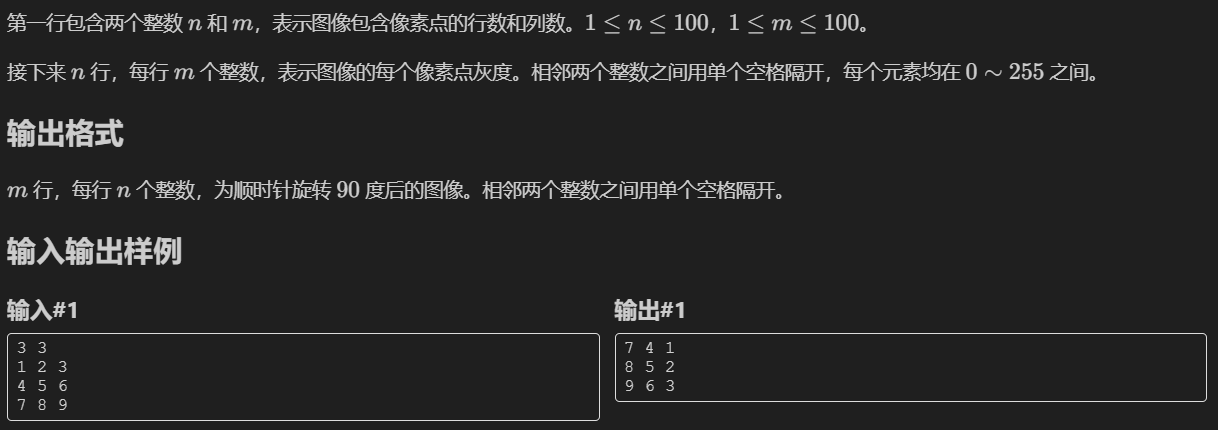 第一行包含两个整数 n 和 m，表示图像包含像素点的行数和列数。1 ≤ n ≤ 100，1 ≤ m ≤ 100。
接下来 n 行，每行 m 个整数，表示图像的每个像素点灰度。相邻两个整数之间用单个空格隔开，每个元素均在 0 ∼ 255 之间。
输出格式
m 行，每行 n 个整数，为顺时针旋转 90 度后的图像。相邻两个整数之间用单个空格隔开。
输入输出样例
输入#1
3 3
1 2 3
4 5 6
7 8 9
输出#1
7 4 1
8 5 2
9 6 3